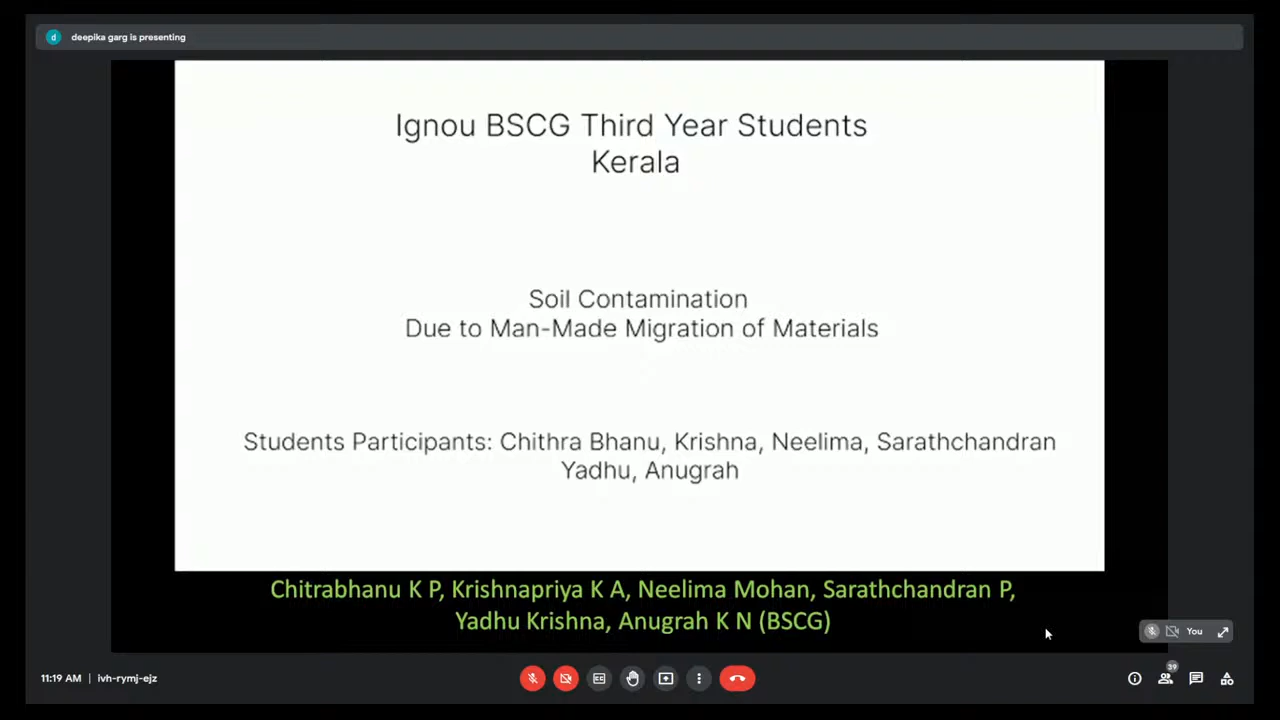 d deepika garg is presenting
Ignou BSCG Third Year Students
Kerala
Soil Contamination
Due to Man-Made Migration of Materials
Students Participants: Chithra Bhanu, Krishna, Neelima, Sarathchandran
Yadhu, Anugrah
Chitrabhanu K P, Krishnapriya K A, Neelima Mohan, Sarathchandran P,
Yadhu Krishna, Anugrah K N (BSCG)
You
11:19 AM | ivh-rymj-ejz
39